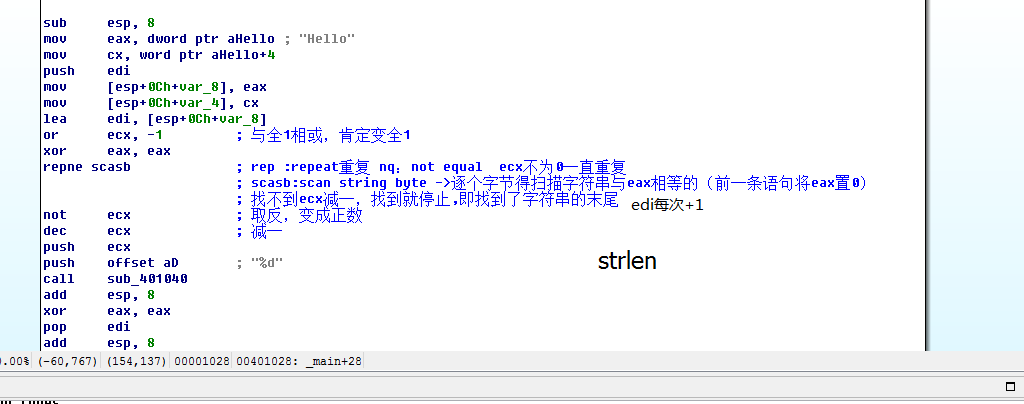 sub esp, 8
mov eax, dword ptr aHello ; "Hello"
mov cx, word ptr aHello+4
push edi
mov [esp+0Ch+var_8], eax
mov [esp+0Ch+var_4], cx
lea edi, [esp+0Ch+var_8]
or ecx, -1 ; 与全1相或，肯定变全1
xor eax, eax
repne scasb ; rep :repeat重复 nq: not equal ecx不为0一直重复
; scasb:scan string byte ->逐个字节得扫描字符串与eax相等的（前一条语句将eax置0）
; 找不到ecx减一，找到就停止,即找到了字符串的末尾 edi每次+1
not ecx ; 取反，变成正数
dec ecx ; 减一
push ecx
push offset aD ; "%d"
strlen
call sub_401040
add esp, 8
xor eax, eax
pop edi
add esp, 8
0.00% (-60,767) (154,137) 00001028 00401028: _main+28